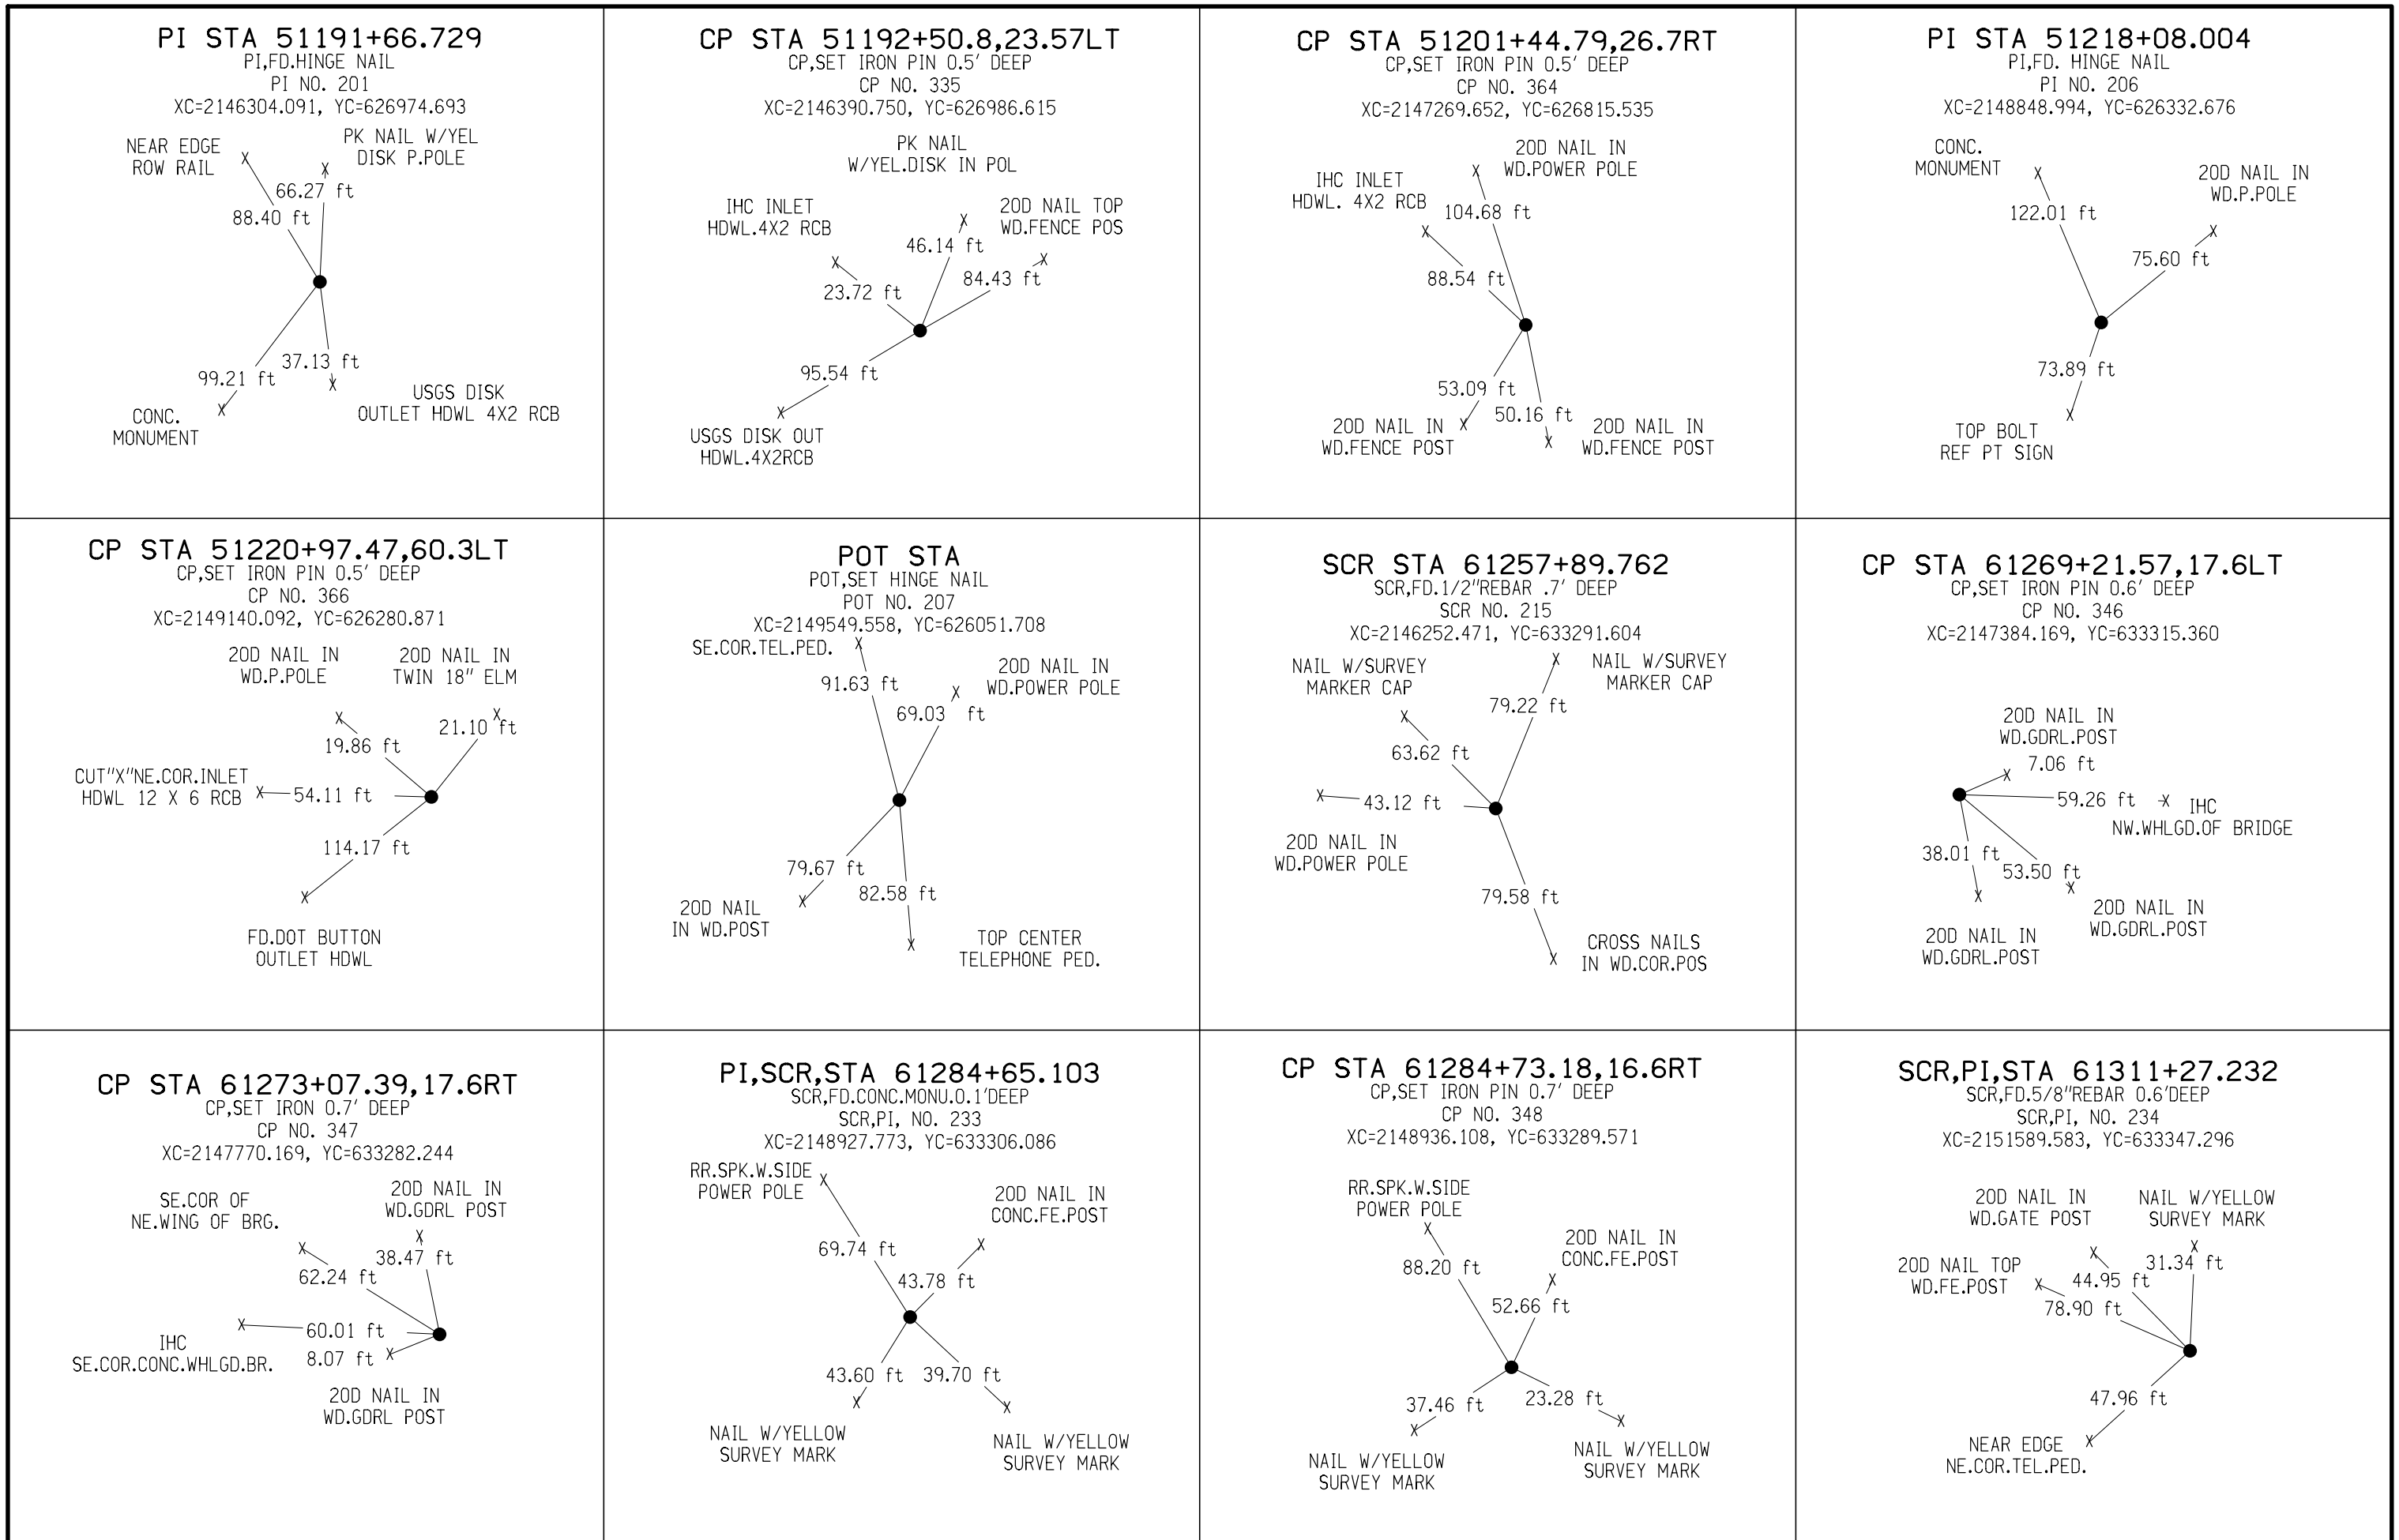 PI STA 51191+66.729
PI,FD.HINGE NAIL
PI NO. 201
XC=2146304.091, YC=626974.693
NEAR EDGE
ROW RAIL
PK NAIL W/YEL
DISK P.POLE
66.27 ft
88.40 ft
37.13 ft
99.21 ft
CONC.
MONUMENT
USGS DISK
OUTLET HDWL 4X2 RCB
CP STA 51192+50.8,23.57LT
CP,SET IRON PIN 0.5' DEEP
CP NO. 335
XC=2146390.750, YC=626986.615
PK NAIL
W/YEL.DISK IN POL
IHC INLET
HDWL.4X2 RCB
20D NAIL TOP
WD.FENCE POS
46.14 ft
84.43 ft
23.72 ft
95.54 ft
USGS DISK OUT
HDWL.4X2RCB
CP STA 51201+44.79,26.7RT
CP,SET IRON PIN 0.5' DEEP
CP NO. 364
XC=2147269.652, YC=626815.535
20D NAIL IN
WD.POWER POLE
IHC INLET
HDWL. 4X2 RCB
104.68 ft
88.54 ft
53.09 ft
50.16 ft
20D NAIL IN
WD.FENCE POST
20D NAIL IN
WD.FENCE POST
PI STA 51218+08.004
PI,FD. HINGE NAIL
PI NO. 206
XC=2148848.994, YC=626332.676
CONC.
MONUMENT
20D NAIL IN
WD.P.POLE
122.01 ft
75.60 ft
73.89 ft
TOP BOLT
REF PT SIGN
CP STA 51220+97.47,60.3LT
CP,SET IRON PIN 0.5' DEEP
CP NO. 366
XC=2149140.092, YC=626280.871
20D NAIL IN
WD.P.POLE
20D NAIL IN
TWIN 18" ELM
21.10 ft
19.86 ft
CUT"X"NE.COR.INLET
HDWL 12 X 6 RCB
54.11 ft
114.17 ft
FD.DOT BUTTON
OUTLET HDWL
POT STA
POT,SET HINGE NAIL
POT NO. 207
XC=2149549.558, YC=626051.708
SE.COR.TEL.PED.
20D NAIL IN
WD.POWER POLE
91.63 ft
69.03 ft
79.67 ft
82.58 ft
20D NAIL
IN WD.POST
TOP CENTER
TELEPHONE PED.
SCR STA 61257+89.762
SCR,FD.1/2"REBAR .7' DEEP
SCR NO. 215
XC=2146252.471, YC=633291.604
NAIL W/SURVEY
MARKER CAP
NAIL W/SURVEY
MARKER CAP
79.22 ft
63.62 ft
43.12 ft
20D NAIL IN
WD.POWER POLE
79.58 ft
CROSS NAILS
IN WD.COR.POS
CP STA 61269+21.57,17.6LT
CP,SET IRON PIN 0.6' DEEP
CP NO. 346
XC=2147384.169, YC=633315.360
20D NAIL IN
WD.GDRL.POST
7.06 ft
59.26 ft
IHC
NW.WHLGD.OF BRIDGE
38.01 ft
53.50 ft
20D NAIL IN
WD.GDRL.POST
20D NAIL IN
WD.GDRL.POST
CP STA 61273+07.39,17.6RT
CP,SET IRON 0.7' DEEP
CP NO. 347
XC=2147770.169, YC=633282.244
SE.COR OF
NE.WING OF BRG.
20D NAIL IN
WD.GDRL POST
38.47 ft
62.24 ft
60.01 ft
IHC
SE.COR.CONC.WHLGD.BR.
8.07 ft
20D NAIL IN
WD.GDRL POST
PI,SCR,STA 61284+65.103
SCR,FD.CONC.MONU.0.1'DEEP
SCR,PI, NO. 233
XC=2148927.773, YC=633306.086
RR.SPK.W.SIDE
POWER POLE
20D NAIL IN
CONC.FE.POST
69.74 ft
43.78 ft
43.60 ft
39.70 ft
NAIL W/YELLOW
SURVEY MARK
NAIL W/YELLOW
SURVEY MARK
CP STA 61284+73.18,16.6RT
CP,SET IRON PIN 0.7' DEEP
CP NO. 348
XC=2148936.108, YC=633289.571
RR.SPK.W.SIDE
POWER POLE
20D NAIL IN
CONC.FE.POST
88.20 ft
52.66 ft
37.46 ft
23.28 ft
NAIL W/YELLOW
SURVEY MARK
NAIL W/YELLOW
SURVEY MARK
SCR,PI,STA 61311+27.232
SCR,FD.5/8"REBAR 0.6'DEEP
SCR,PI, NO. 234
XC=2151589.583, YC=633347.296
20D NAIL IN
WD.GATE POST
NAIL W/YELLOW
SURVEY MARK
20D NAIL TOP
WD.FE.POST
31.34 ft
44.95 ft
78.90 ft
47.96 ft
NEAR EDGE
NE.COR.TEL.PED.